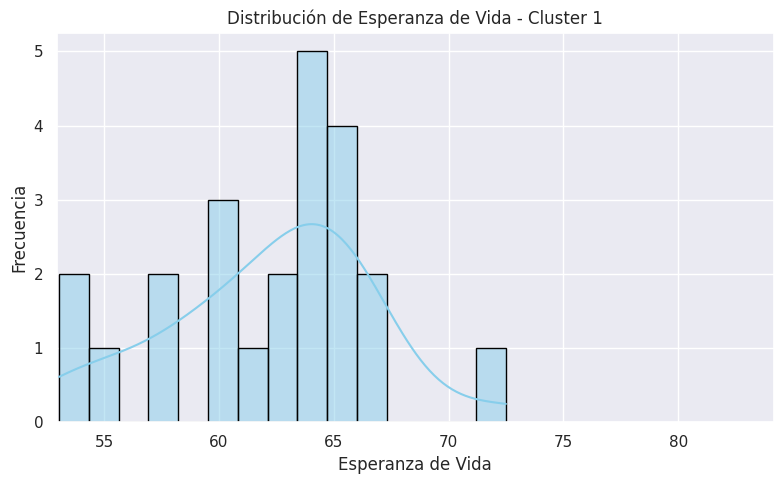 Distribución de Esperanza de Vida - Cluster 1
5
4
3
2
1
0
Frecuencia
55 60 65 70 75 80
Esperanza de Vida